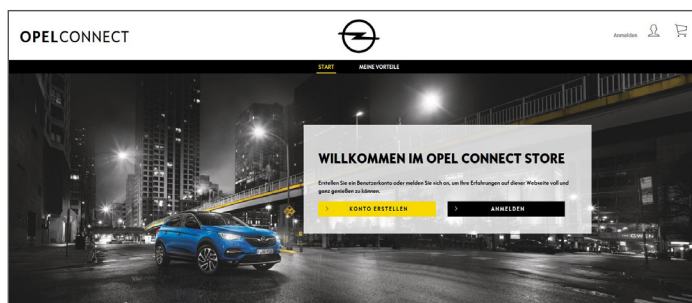 OPELCONNECT
Anmelden
START MEINE VORTEILE
WILLKOMMEN IM OPEL CONNECT STORE
Erstellen Sie ein Benutzerkonto oder melden Sie sich an, um Ihre Erfahrungen auf dieser Webseite voll und
ganz genießen zu können.
KONTO ERSTELLEN ANMELDEN